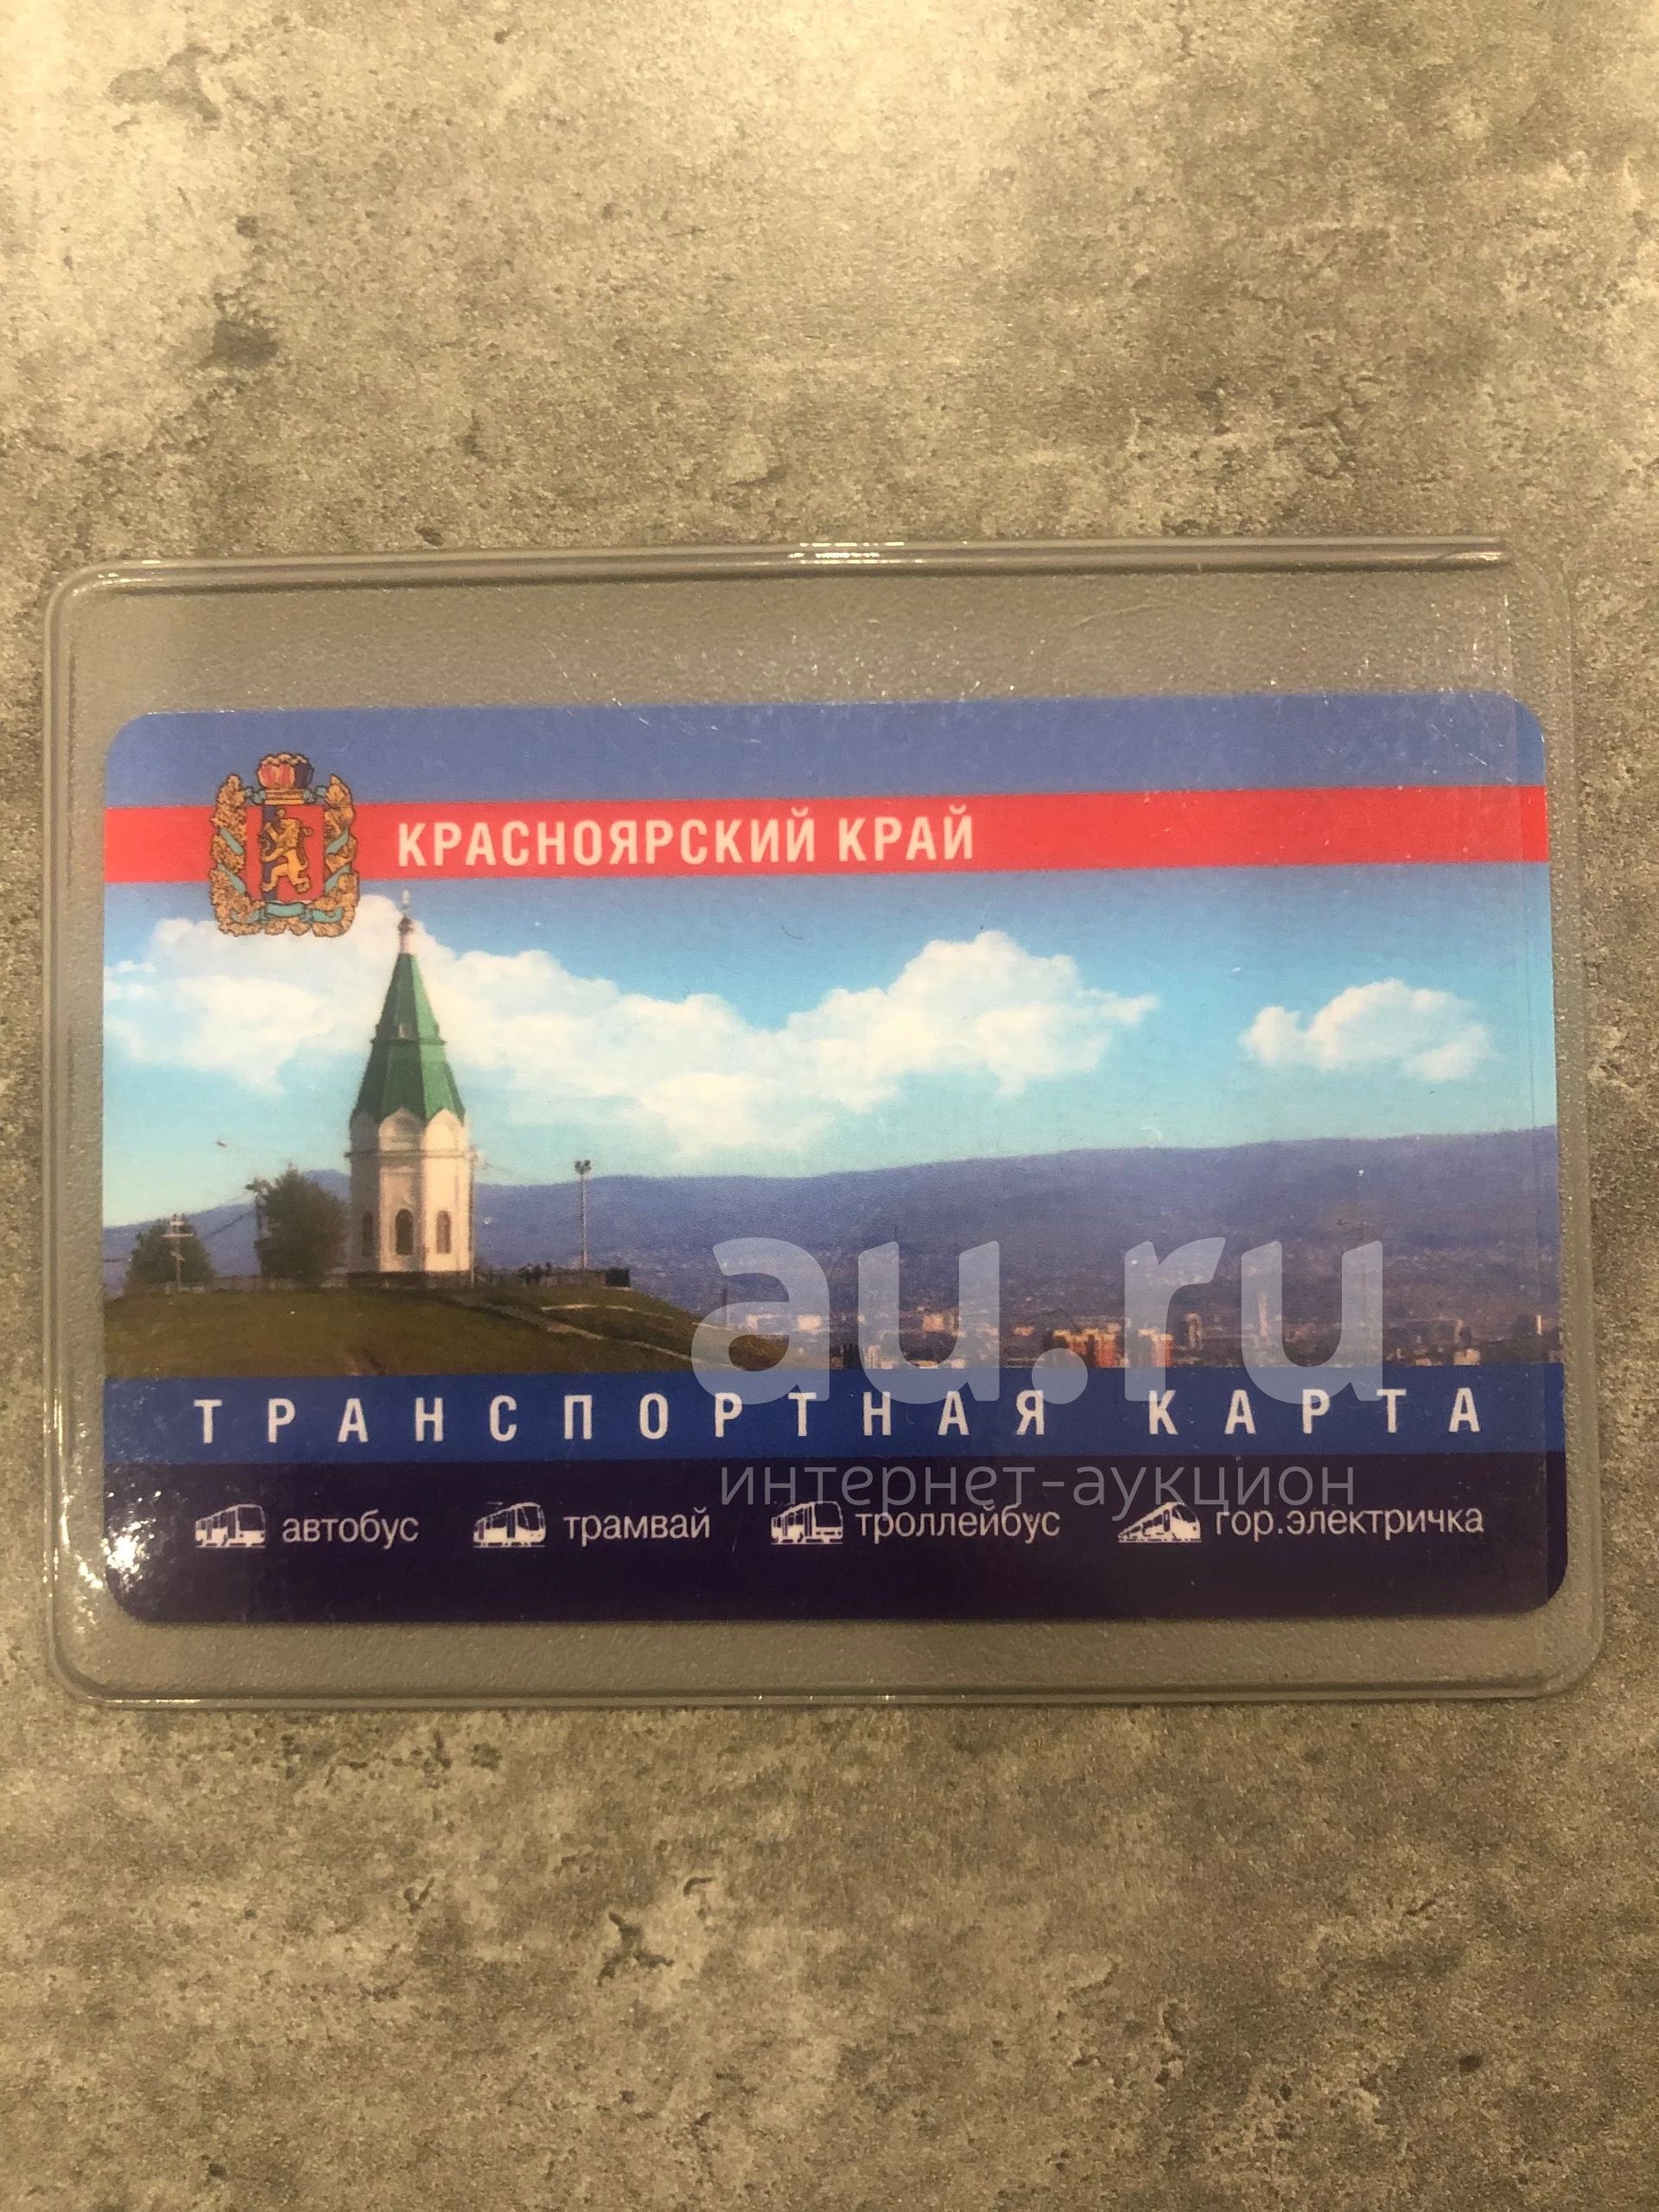 КРАСНОЯРСКИЙ КРАЙ
au.ru
ТРАНСПОРТНАЯ КАРТА
интернет-аукцион
автобус трамвай троллейбус гор.электричка